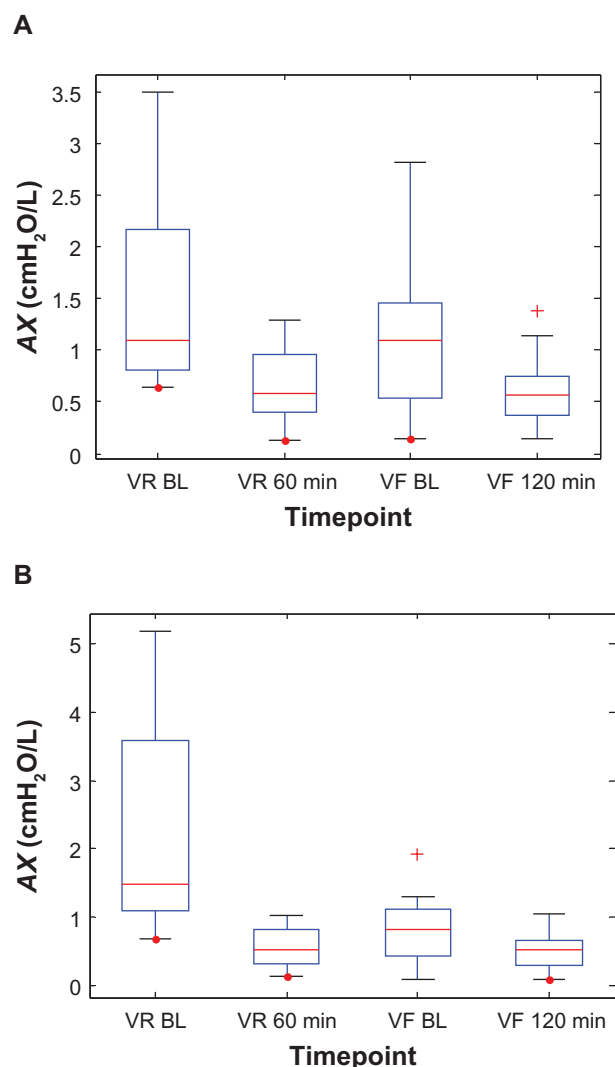 A
AX (cmH₂O/L)
3.5
3
2.5
2
1.5
1
0.5
0
VR BL VR 60 min VF BL VF 120 min
Timepoint
B
AX (cmH₂O/L)
5
4
3
2
1
0
VR BL VR 60 min VF BL VF 120 min
Timepoint